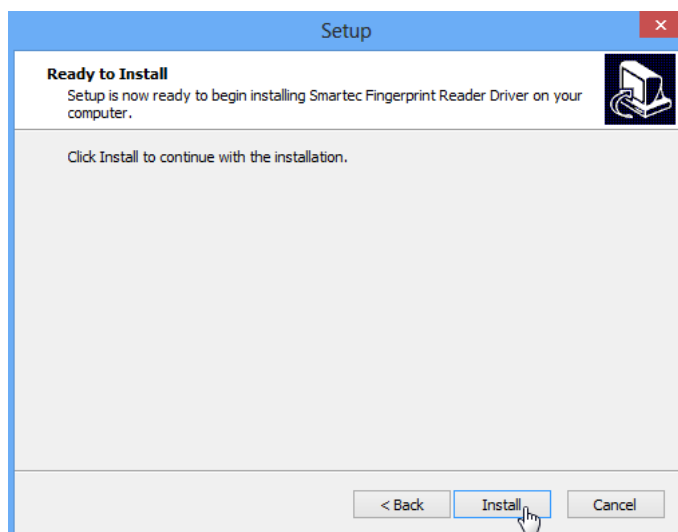 Setup
Ready to Install
Setup is now ready to begin installing Smartec Fingerprint Reader Driver on your
computer.
Click Install to continue with the installation.
< Back Install Cancel